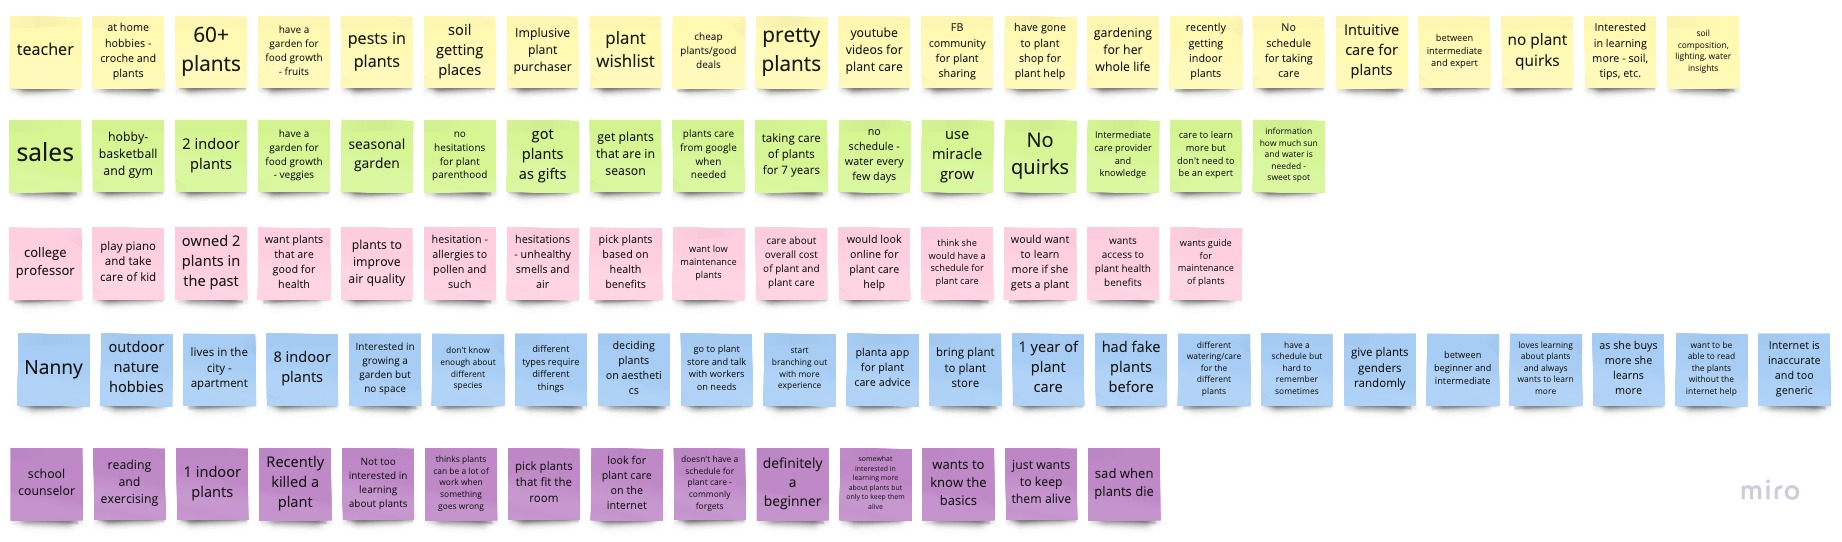 teacher
at home
hobbies -
croche and
plants
60+
plants
have a
garden for
food growth
- fruits
pests in
plants
soil
getting
places
Implusive
plant
purchaser
plant
wishlist
cheap
plants/good
deals
pretty
plants
youtube
videos for
plant care
FB
community
for plant
sharing
have gone
to plant
shop for
plant help
gardening
for her
whole life
recently
getting
indoor
plants
No
schedule
for taking
care
Intuitive
care for
plants
between
intermediate
and expert
no plant
quirks
Interested
in learning
more - soil,
tips, etc.
soil
composition,
lighting, water
insights
sales
hobby-
basketball
and gym
2 indoor
plants
have a
garden for
food growth
- veggies
seasonal
garden
no
hesitations
for plant
parenthood
got
plants
as gifts
get plants
that are in
season
plants care
from google
when
needed
taking care
of plants
for 7 years
no
schedule -
water every
few days
use
miracle
grow
No
quirks
Intermediate
care provider
and
knowledge
care to learn
more but
don't need to
be an expert
information
how much sun
and water is
needed -
sweet spot
college
professor
play piano
and take
care of kid
owned 2
plants in
the past
want plants
that are
good for
health
plants to
improve
air quality
hesitation -
allergies to
pollen and
such
hesitations
- unhealthy
smells and
air
pick plants
based on
health
benefits
want low
maintenance
plants
care about
overall cost
of plant and
plant care
would look
online for
plant care
help
think she
would have a
schedule for
plant care
would want
to learn
more if she
gets a plant
wants
access to
plant health
benefits
wants guide
for
maintenance
of plants
Nanny
outdoor
nature
hobbies
lives in the
city -
apartment
8 indoor
plants
Interested in
growing a
garden but
no space
don't know
enough about
different
species
different
types require
different
things
deciding
plants
on aestheti
cs
go to plant
store and talk
with workers
on needs
start
branching out
with more
experience
planta app
for plant
care advice
bring plant
to plant
store
1 year of
plant
care
had fake
plants
before
different
watering/care
for the
different
plants
have a
schedule but
hard to
remember
sometimes
give plants
genders
randomly
between
beginner and
intermediate
loves learning
about plants
and always
wants to learn
more
as she buys
more she
learns
more
want to be
able to read
the plants
without the
internet help
Internet is
inaccurate
and too
generic
school
counselor
reading
and
exercising
1 indoor
plants
Recently
killed a
plant
Not too
interested in
learning
about plants
thinks plants
can be a lot of
work when
something
goes wrong
pick plants
that fit the
room
look for
plant care
on the
internet
doesn't have a
schedule for
plant care -
commonly
forgets
definitely
a
beginner
somewhat
interested in
learning more
about plants but
only to keep them
alive
wants to
know the
basics
just wants
to keep
them alive
sad when
plants die
miro